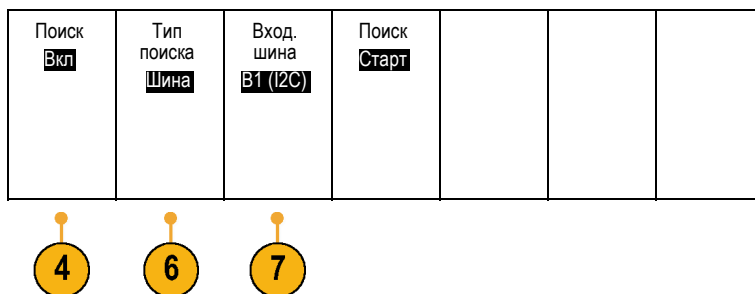 Поиск
Вкл
Тип
поиска
Шина
Вход.
шина
B1 (I2C)
Поиск
Старт
4
6
7